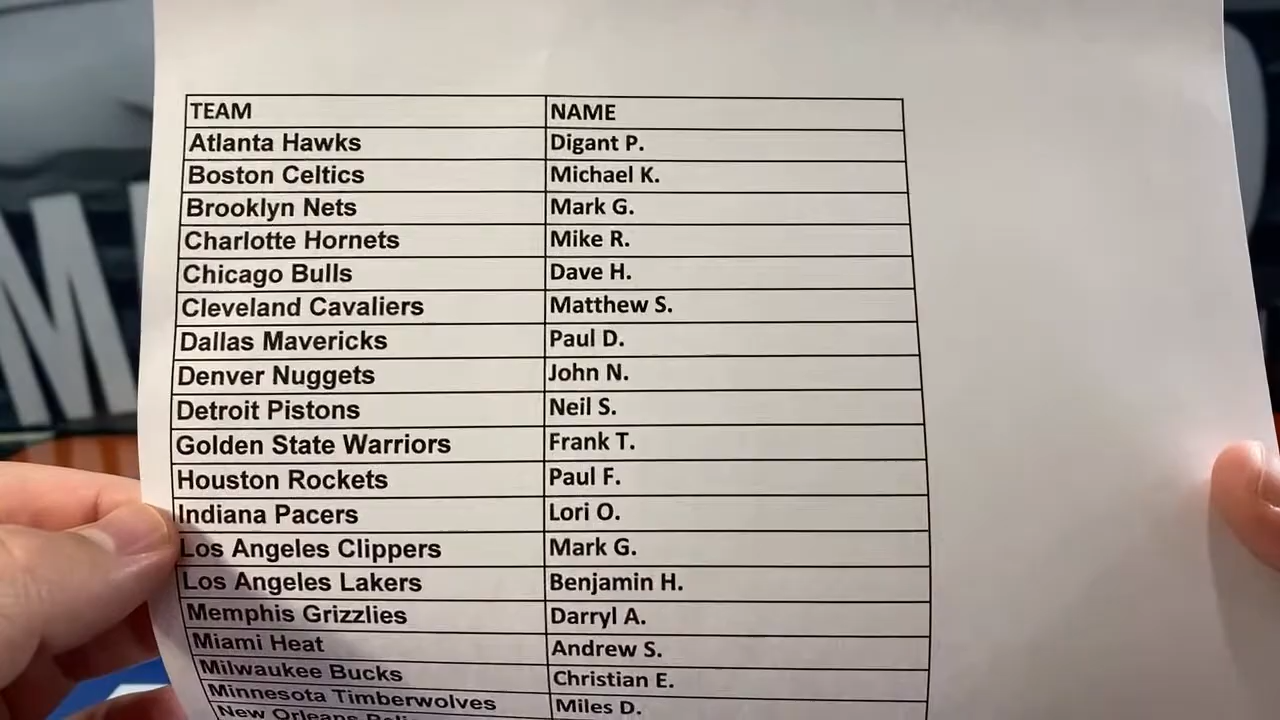 TEAM NAME
Atlanta Hawks Digant P.
Boston Celtics Michael K.
Brooklyn Nets Mark G.
Charlotte Hornets Mike R.
Chicago Bulls Dave H.
Cleveland Cavaliers Matthew S.
Dallas Mavericks Paul D.
Denver Nuggets John N.
Detroit Pistons Neil S.
Golden State Warriors Frank T.
Houston Rockets Paul F.
Indiana Pacers Lori O.
Los Angeles Clippers Mark G.
Los Angeles Lakers Benjamin H.
Memphis Grizzlies Darryl A.
Miami Heat Andrew S.
Milwaukee Bucks Christian E.
Minnesota Timberwolves Miles D.
New Orleans